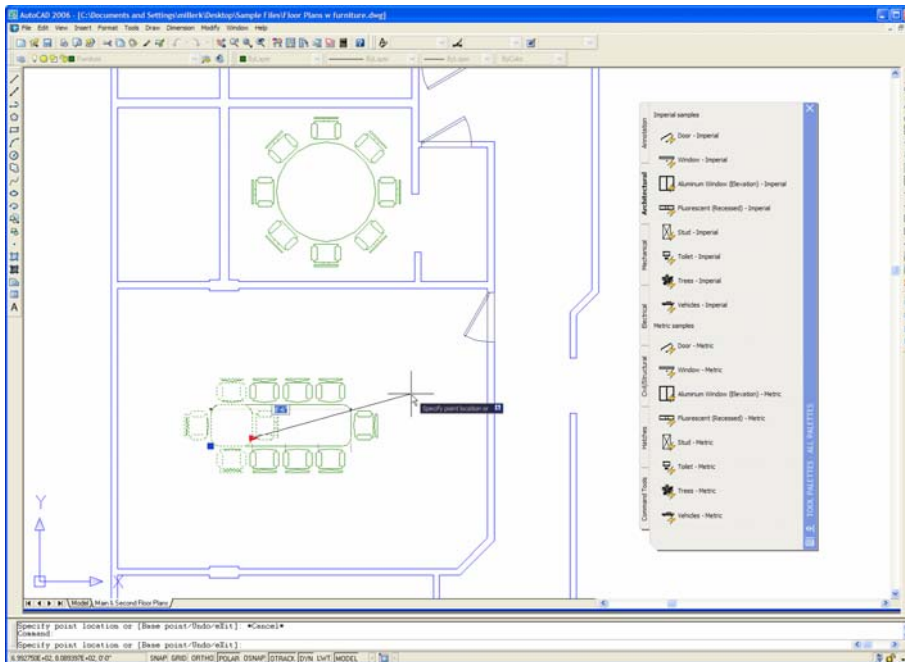 AutoCAD 2006 - [C:\Documents and Settings\millerk\Desktop\Sample Files\Floor Plans w furniture.dwg]
File Edit View Insert Format Tools Draw Dimension Modify Window Help
Furniture ByLayer ByLayer ByLayer ByColor
Imperial samples
Door - Imperial
Window - Imperial
Aluminum Window (Elevation) - Imperial
Fluorescent (Recessed) - Imperial
Stud - Imperial
Toilet - Imperial
Trees - Imperial
Vehicles - Imperial
Metric samples
Door - Metric
Window - Metric
Aluminum Window (Elevation) - Metric
Fluorescent (Recessed) - Metric
Stud - Metric
Toilet - Metric
Trees - Metric
Vehicles - Metric
Annotation
Architectural
Mechanical
Electrical
Civil/Structural
Hatches
Command Tools
TOOL PALETTES - ALL PALETTES
Specify point location or
Y
X
Model Main & Second Floor Plans
Specify point location or [Base point/Undo/eXit]: *Cancel*
Command:
Specify point location or [Base point/Undo/eXit]:
SNAP GRID ORTHO POLAR OSNAP OTRACK DYN LWT MODEL